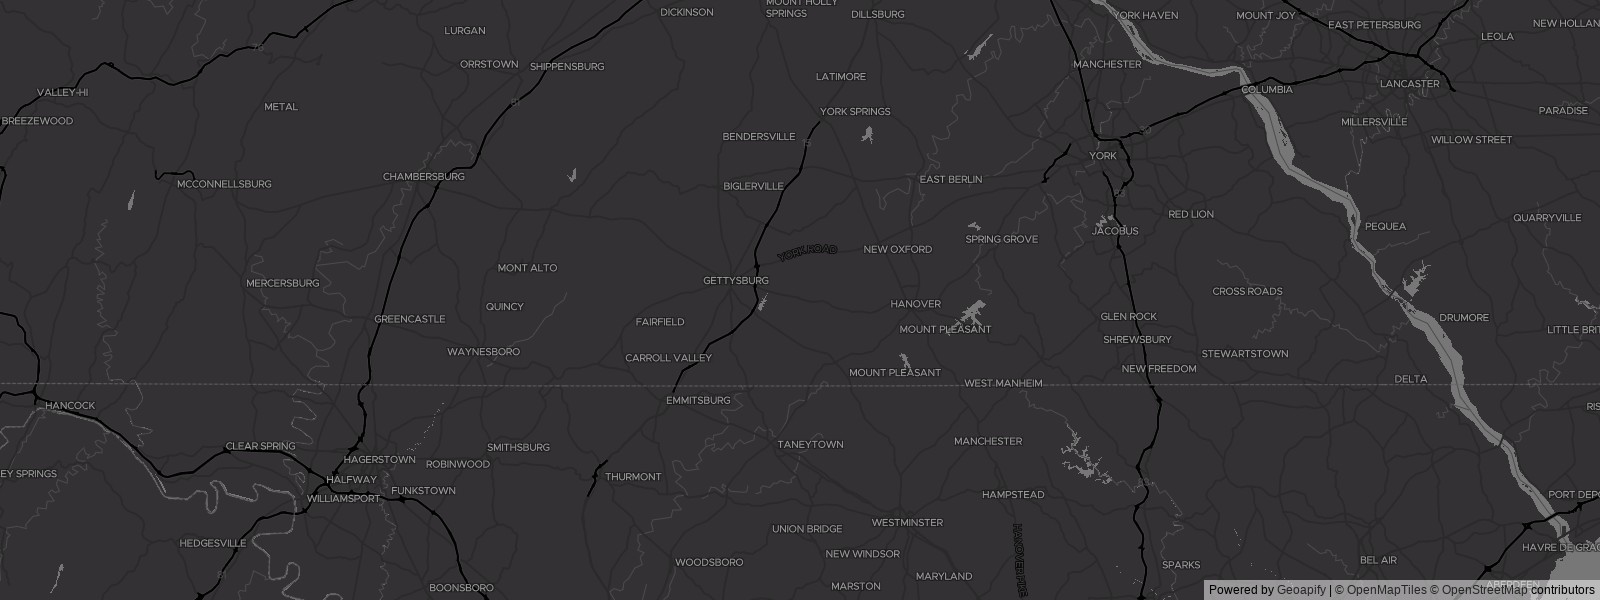 MOUNT HOLLY
SPRINGS
DICKINSON
DILLSBURG
YORK HAVEN
MOUNT JOY
EAST PETERSBURG
NEW HOLLAN
LURGAN
LEOLA
ORRSTOWN
SHIPPENSBURG
MANCHESTER
LATIMORE
VALLEY-HI
COLUMBIA
LANCASTER
METAL
BREEZEWOOD
YORK SPRINGS
PARADISE
MILLERSVILLE
BENDERSVILLE
WILLOW STREET
YORK
MCCONNELLSBURG
CHAMBERSBURG
BIGLERVILLE
EAST BERLIN
RED LION
QUARRYVILLE
PEQUEA
JACOBUS
SPRING GROVE
YORK ROAD
NEW OXFORD
MONT ALTO
MERCERSBURG
GETTYSBURG
CROSS ROADS
QUINCY
HANOVER
GREENCASTLE
FAIRFIELD
GLEN ROCK
DRUMORE
MOUNT PLEASANT
LITTLE BRIT
SHREWSBURY
WAYNESBORO
CARROLL VALLEY
STEWARTSTOWN
MOUNT PLEASANT
NEW FREEDOM
WEST MANHEIM
DELTA
HANCOCK
EMMITSBURG
RIS
CLEAR SPRING
SMITHSBURG
TANEYTOWN
MANCHESTER
HAGERSTOWN
ROBINWOOD
EY SPRINGS
HALFWAY
THURMONT
FUNKSTOWN
WILLIAMSPORT
HAMPSTEAD
PORT DEPO
UNION BRIDGE
WESTMINSTER
HANOVER PIKE
HEDGESVILLE
NEW WINDSOR
HAVRE DE GRAC
WOODSBORO
BEL AIR
SPARKS
81
MARYLAND
BOONSBORO
MARSTON
ABERDEEN
Powered by Geoapify | © OpenMapTiles © OpenStreetMap contributors